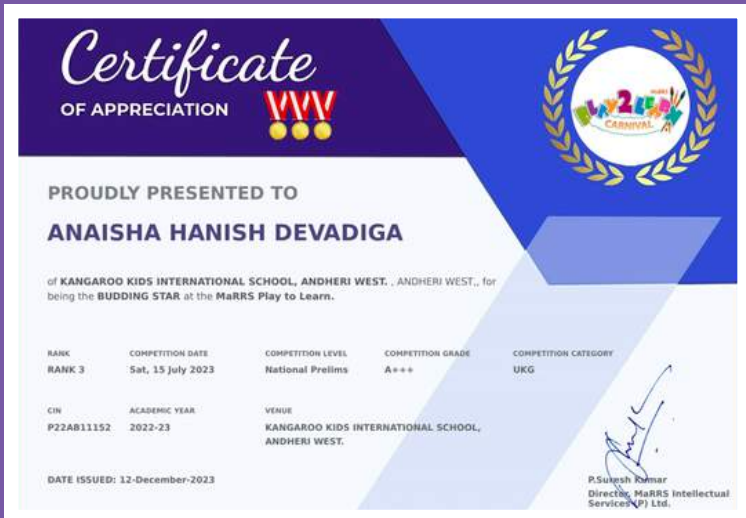 Certificate
OF APPRECIATION
MaRRS
PLAY2LEARN
CARNIVAL
PROUDLY PRESENTED TO
ANAISHA HANISH DEVADIGA
of KANGAROO KIDS INTERNATIONAL SCHOOL, ANDHERI WEST. , ANDHERI WEST,, for
being the BUDDING STAR at the MaRRS Play to Learn.
RANK COMPETITION DATE COMPETITION LEVEL COMPETITION GRADE COMPETITION CATEGORY
RANK 3 Sat, 15 July 2023 National Prelims A+++ UKG
CIN ACADEMIC YEAR VENUE
P22AB11152 2022-23 KANGAROO KIDS INTERNATIONAL SCHOOL,
ANDHERI WEST.
DATE ISSUED: 12-December-2023
P.Suresh Kumar
Director, MaRRS Intellectual
Services (P) Ltd.